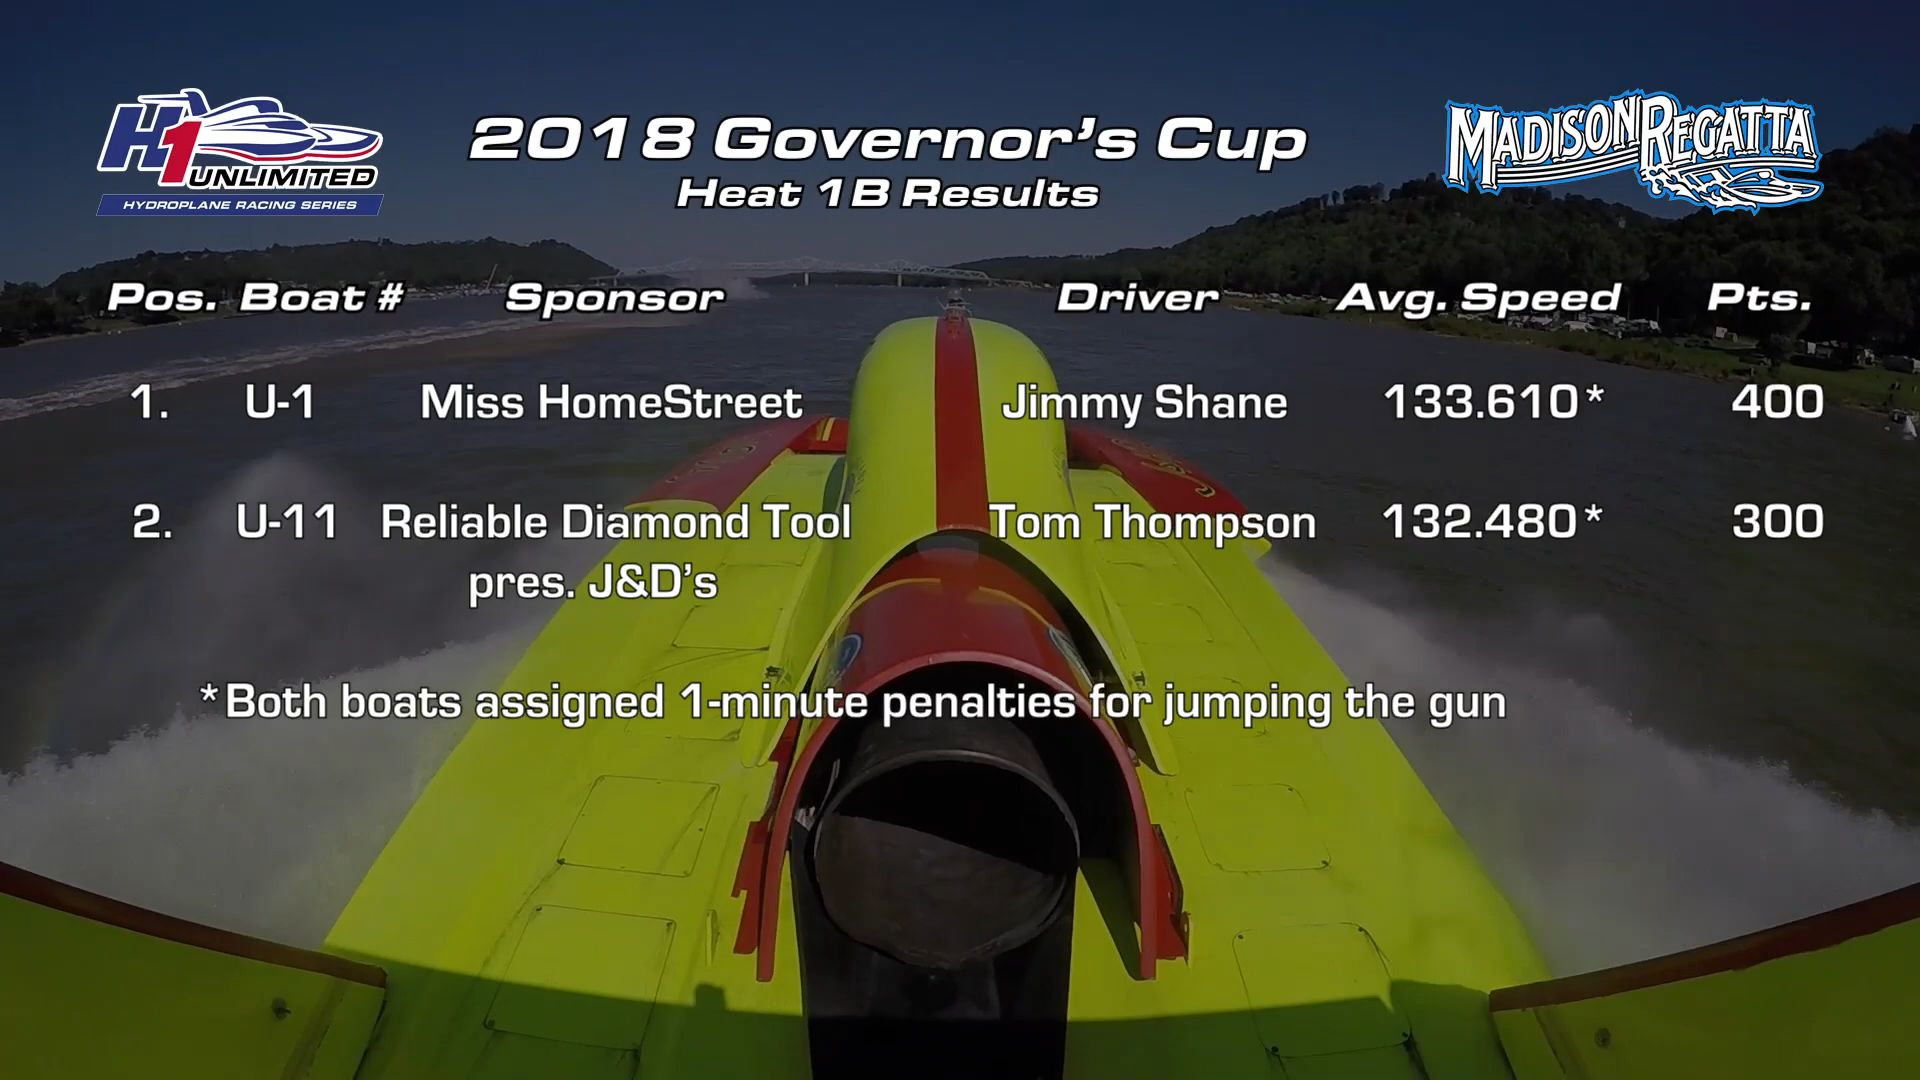 H1 UNLIMITED
HYDROPLANE RACING SERIES
2018 Governor's Cup
Heat 1B Results
MADISON REGATTA
Pos. Boat # Sponsor Driver Avg. Speed Pts.
1. U-1 Miss HomeStreet Jimmy Shane 133.610* 400
2. U-11 Reliable Diamond Tool Tom Thompson 132.480* 300
pres. J&D's
*Both boats assigned 1-minute penalties for jumping the gun